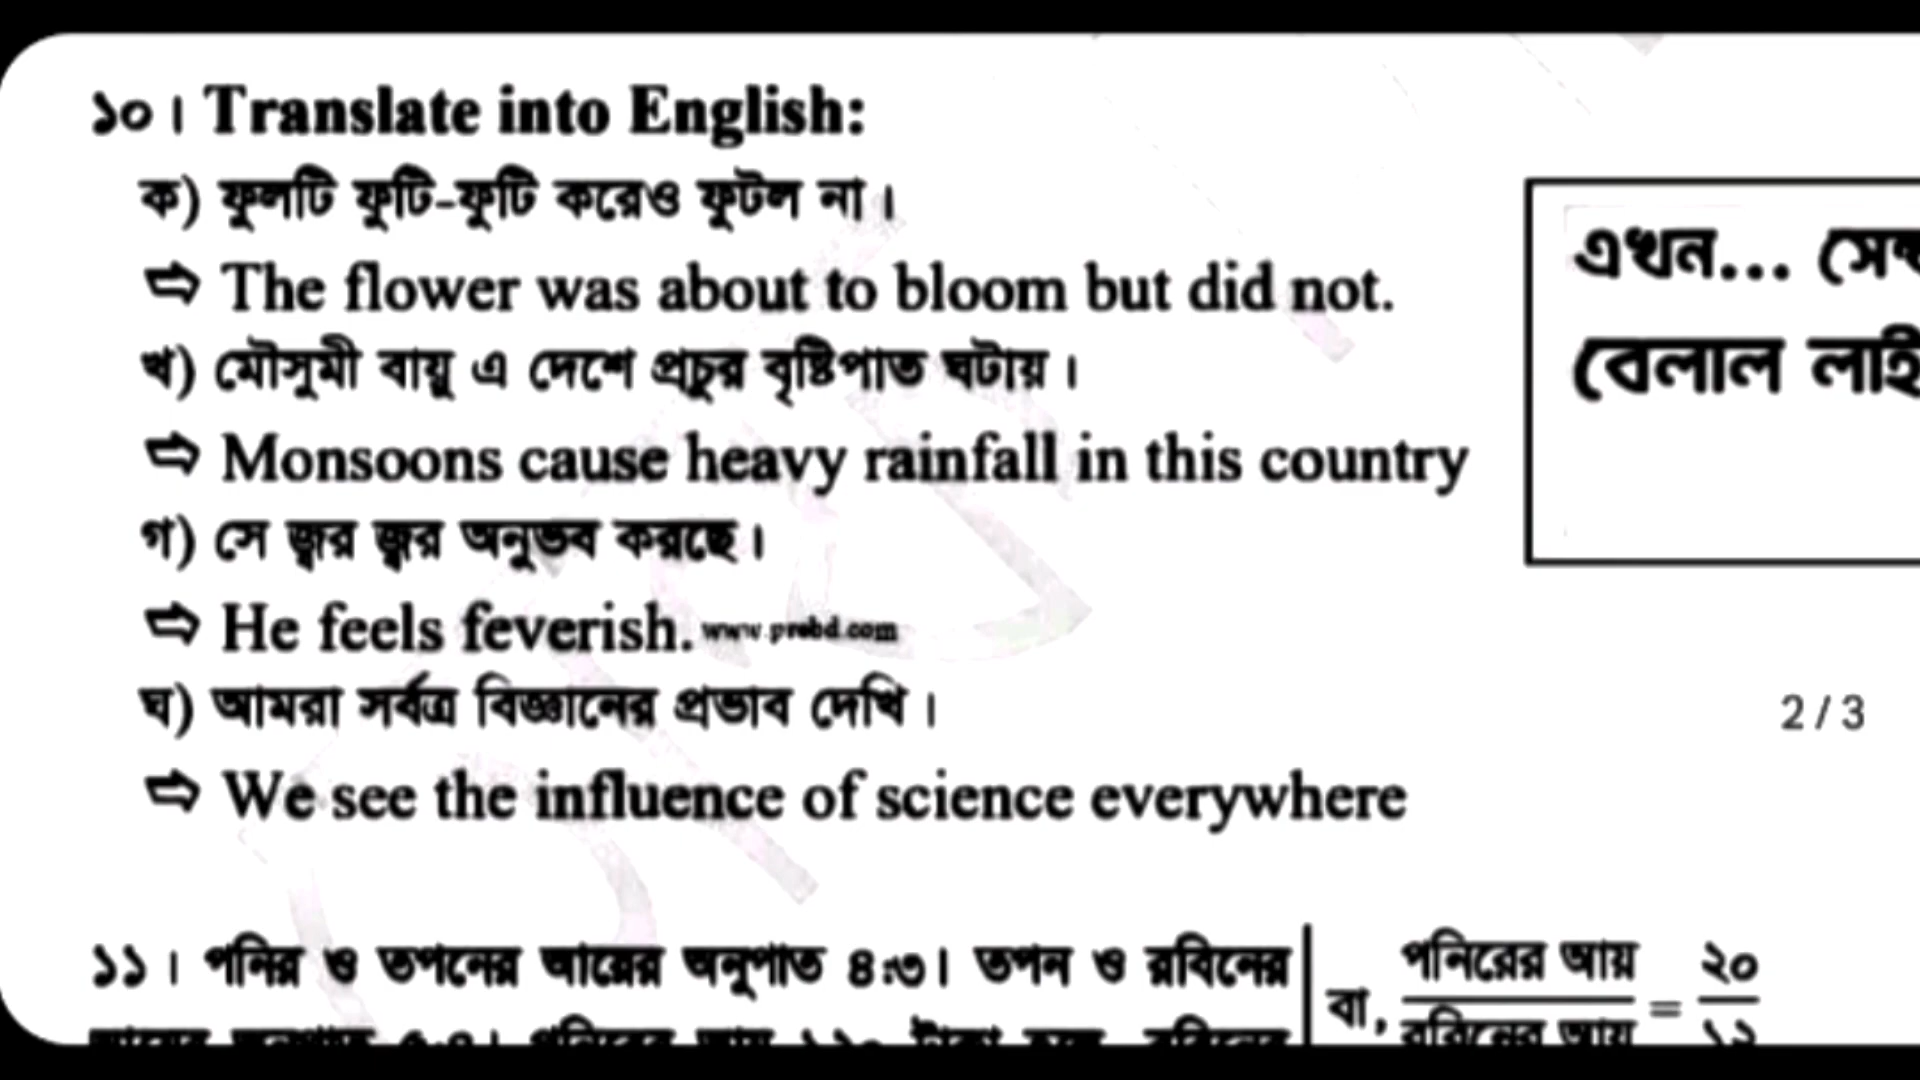 ১০। Translate into English:
ক) ফুলটি ফুটি-ফুটি করেও ফুটল না।
⇨ The flower was about to bloom but did not.
খ) মৌসুমী বায়ু এ দেশে প্রচুর বৃষ্টিপাত ঘটায়।
⇨ Monsoons cause heavy rainfall in this country
গ) সে জ্বর জ্বর অনুভব করছে।
⇨ He feels feverish. www.prebd.com
ঘ) আমরা সর্বত্র বিজ্ঞানের প্রভাব দেখি।
⇨ We see the influence of science everywhere
এখন...
বেলাল
2 / 3
১১। পনির ও তপনের আয়ের অনুপাত ৪:৩। তপন ও রবিনের
বা, পনিরের আয় / রবিনের আয় = ২০ / ১২